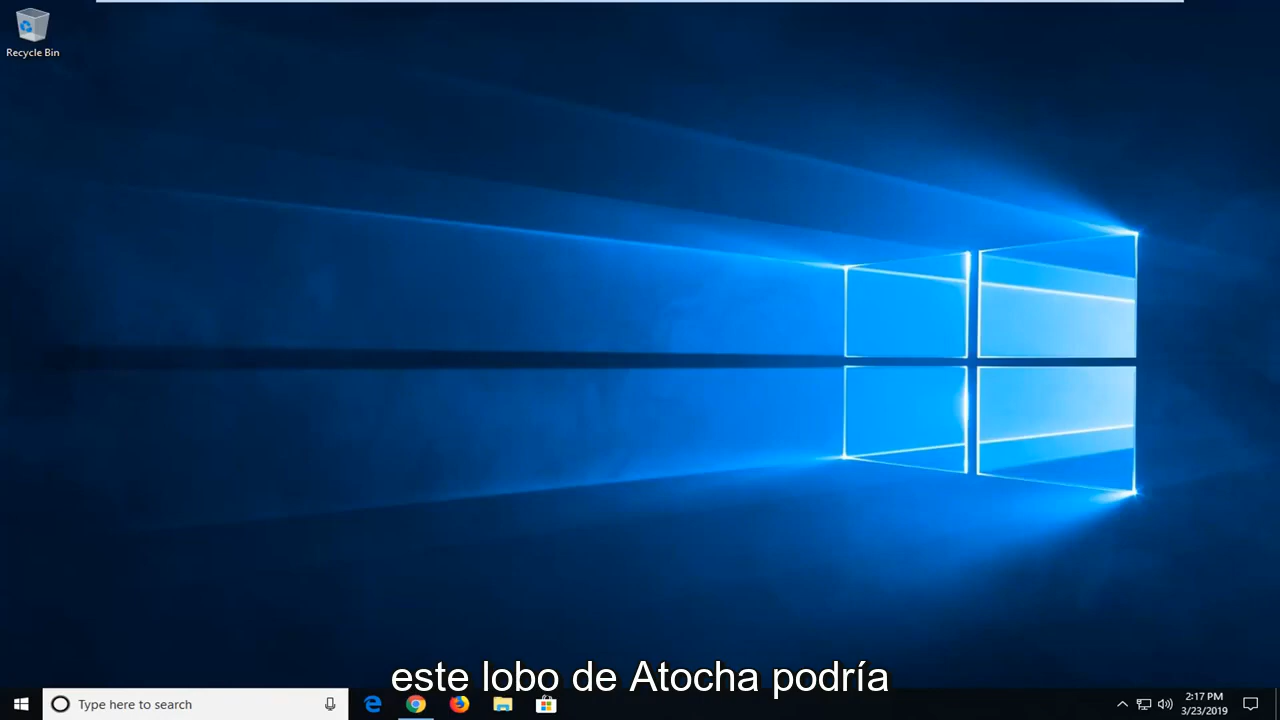 Recycle Bin
este lobo de Atocha podría
Type here to search
2:17 PM
3/23/2019